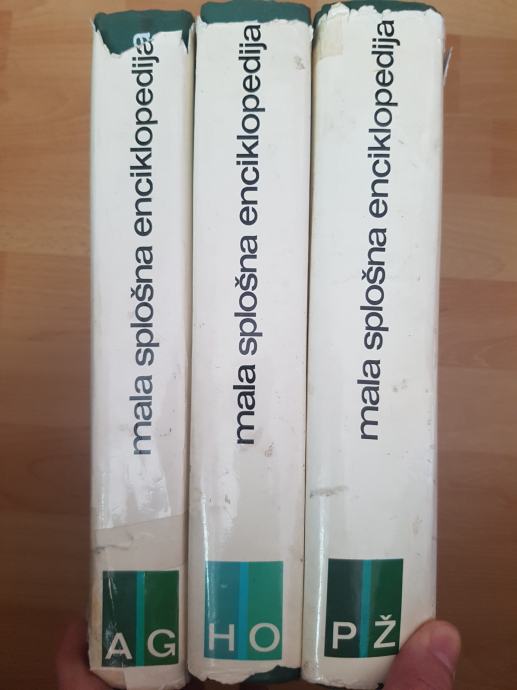 mala splošna enciklopedija
A G
mala splošna enciklopedija
H O
mala splošna enciklopedija
P Ž